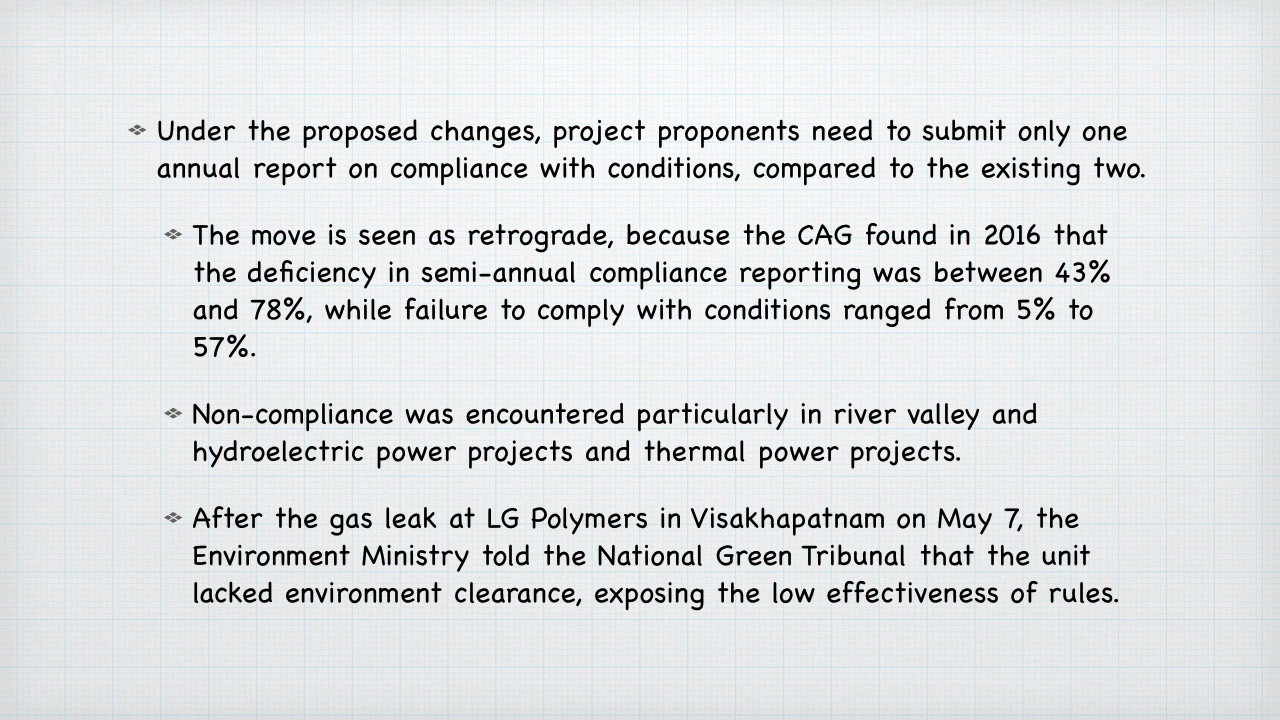 Under the proposed changes, project proponents need to submit only one
annual report on compliance with conditions, compared to the existing two.
The move is seen as retrograde, because the CAG found in 2016 that
the deficiency in semi-annual compliance reporting was between 43%
and 78%, while failure to comply with conditions ranged from 5% to
57%.
Non-compliance was encountered particularly in river valley and
hydroelectric power projects and thermal power projects.
After the gas leak at LG Polymers in Visakhapatnam on May 7, the
Environment Ministry told the National Green Tribunal that the unit
lacked environment clearance, exposing the low effectiveness of rules.